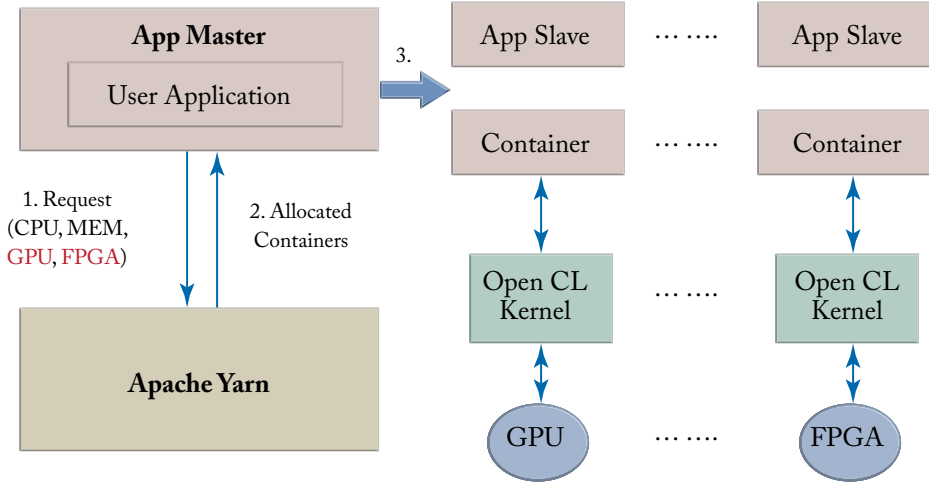 App Master
User Application
3.
App Slave
... ....
App Slave
Container
... ....
Container
1. Request
(CPU, MEM,
GPU, FPGA)
2. Allocated
Containers
Open CL
Kernel
... ....
Open CL
Kernel
Apache Yarn
GPU
... ....
FPGA